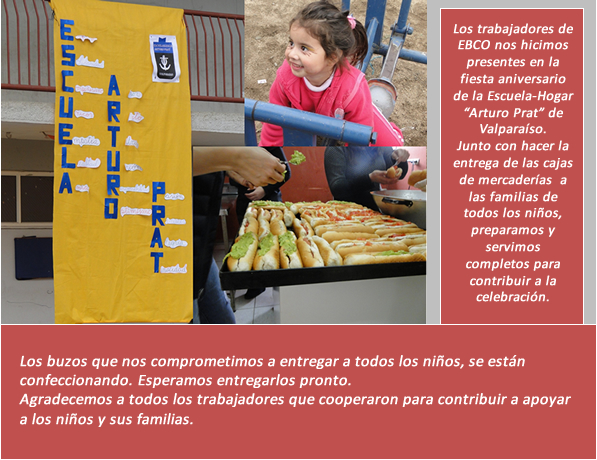 ESCUELA
ARTURO
PRAT
Los trabajadores de
EBCO nos hicimos
presentes en la
fiesta aniversario
de la Escuela-Hogar
“Arturo Prat” de
Valparaíso.
Junto con hacer la
entrega de las cajas
de mercaderías a
las familias de
todos los niños,
preparamos y
servimos
completos para
contribuir a la
celebración.
Los buzos que nos comprometimos a entregar a todos los niños, se están
confeccionando. Esperamos entregarlos pronto.
Agradecemos a todos los trabajadores que cooperaron para contribuir a apoyar
a los niños y sus familias.